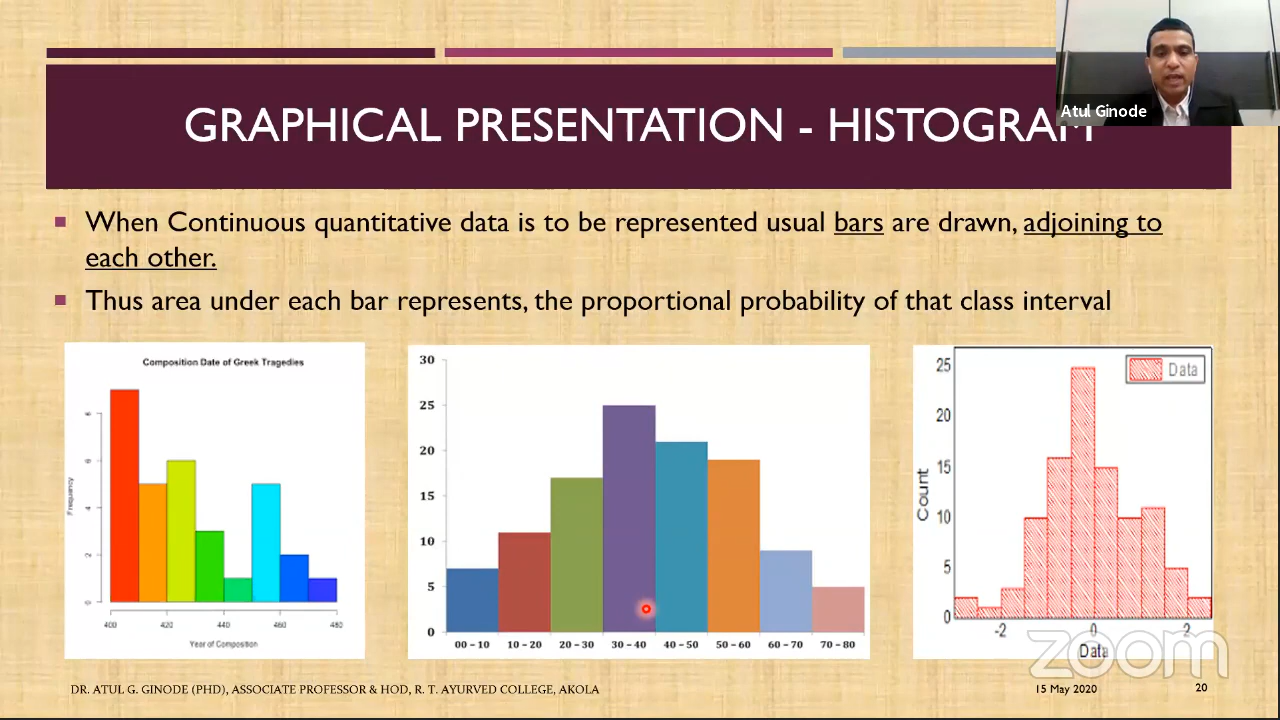 Atul Ginode
GRAPHICAL PRESENTATION - HISTOGRAM
When Continuous quantitative data is to be represented usual bars are drawn, adjoining to
each other.
Thus area under each bar represents, the proportional probability of that class interval
Composition Date of Greek Tragedies
Frequency
8
6
4
2
0
400 420 440 460 480
Year of Composition
30
25
20
15
10
5
0
00 – 10 10 – 20 20 – 30 30 – 40 40 – 50 50 – 60 60 – 70 70 – 80
Data
Count
25
20
15
10
5
0
-2 0 2
Data
zoom
DR. ATUL G. GINODE (PHD), ASSOCIATE PROFESSOR & HOD, R. T. AYURVED COLLEGE, AKOLA
15 May 2020
20